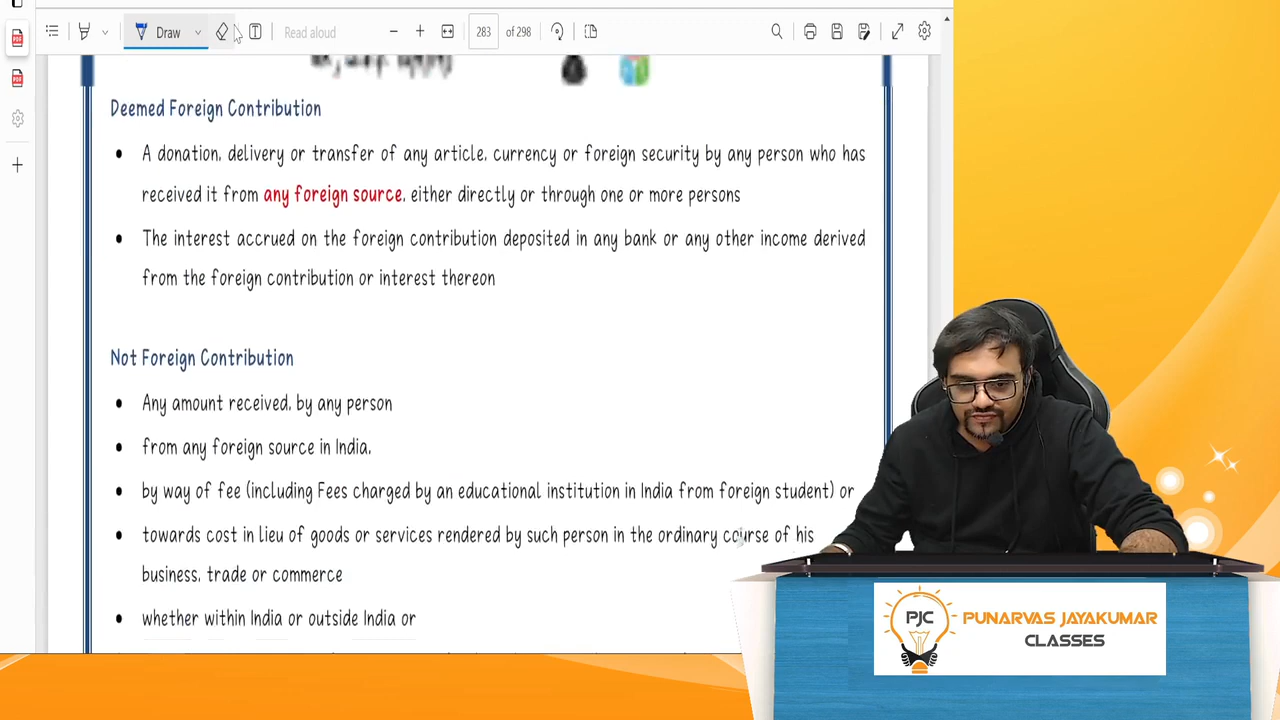 Draw
Read aloud
283
of 298
Deemed Foreign Contribution
• A donation, delivery or transfer of any article, currency or foreign security by any person who has
received it from any foreign source, either directly or through one or more persons
• The interest accrued on the foreign contribution deposited in any bank or any other income derived
from the foreign contribution or interest thereon
Not Foreign Contribution
• Any amount received, by any person
• from any foreign source in India,
• by way of fee (including Fees charged by an educational institution in India from foreign student) or
• towards cost in lieu of goods or services rendered by such person in the ordinary course of his
business, trade or commerce
• whether within India or outside India or
PJC
PUNARVAS JAYAKUMAR
CLASSES